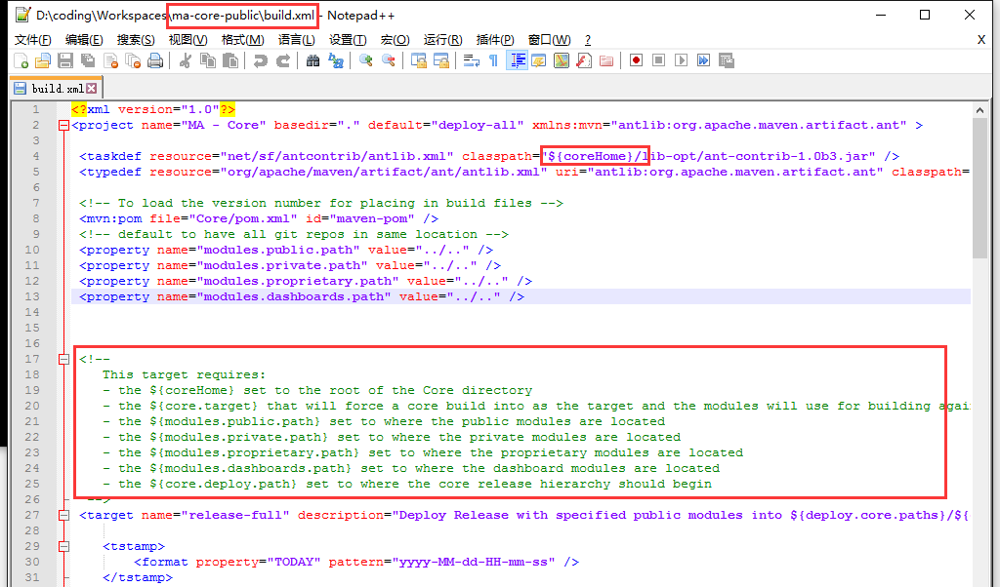 D:\coding\Workspaces\ma-core-public\build.xml - Notepad++
文件(F) 编辑(E) 搜索(S) 视图(V) 格式(M) 语言(L) 设置(T) 宏(O) 运行(R) 插件(P) 窗口(W) ? X
build.xml
1 <?xml version="1.0"?>
2 <project name="MA - Core" basedir="." default="deploy-all" xmlns:mvn="antlib:org.apache.maven.artifact.ant" >
3
4 <taskdef resource="net/sf/antcontrib/antlib.xml" classpath="${coreHome}/lib-opt/ant-contrib-1.0b3.jar" />
5 <typedef resource="org/apache/maven/artifact/ant/antlib.xml" uri="antlib:org.apache.maven.artifact.ant" classpath=
6
7 <!-- To load the version number for placing in build files -->
8 <mvn:pom file="Core/pom.xml" id="maven-pom" />
9 <!-- default to have all git repos in same location -->
10 <property name="modules.public.path" value="../.." />
11 <property name="modules.private.path" value="../.." />
12 <property name="modules.proprietary.path" value="../.." />
13 <property name="modules.dashboards.path" value="../.." />
14
15
16
17 <!--
18 This target requires:
19 - the ${coreHome} set to the root of the Core directory
20 - the ${core.target} that will force a core build into as the target and the modules will use for building agai
21 - the ${modules.public.path} set to where the public modules are located
22 - the ${modules.private.path} set to where the private modules are located
23 - the ${modules.proprietary.path} set to where the proprietary modules are located
24 - the ${modules.dashboards.path} set to where the dashboard modules are located
25 - the ${core.deploy.path} set to where the core release hierarchy should begin
26 -->
27 <target name="release-full" description="Deploy Release with specified public modules into ${deploy.core.paths}/${
28
29 <tstamp>
30 <format property="TODAY" pattern="yyyy-MM-dd-HH-mm-ss" />
31 </tstamp>